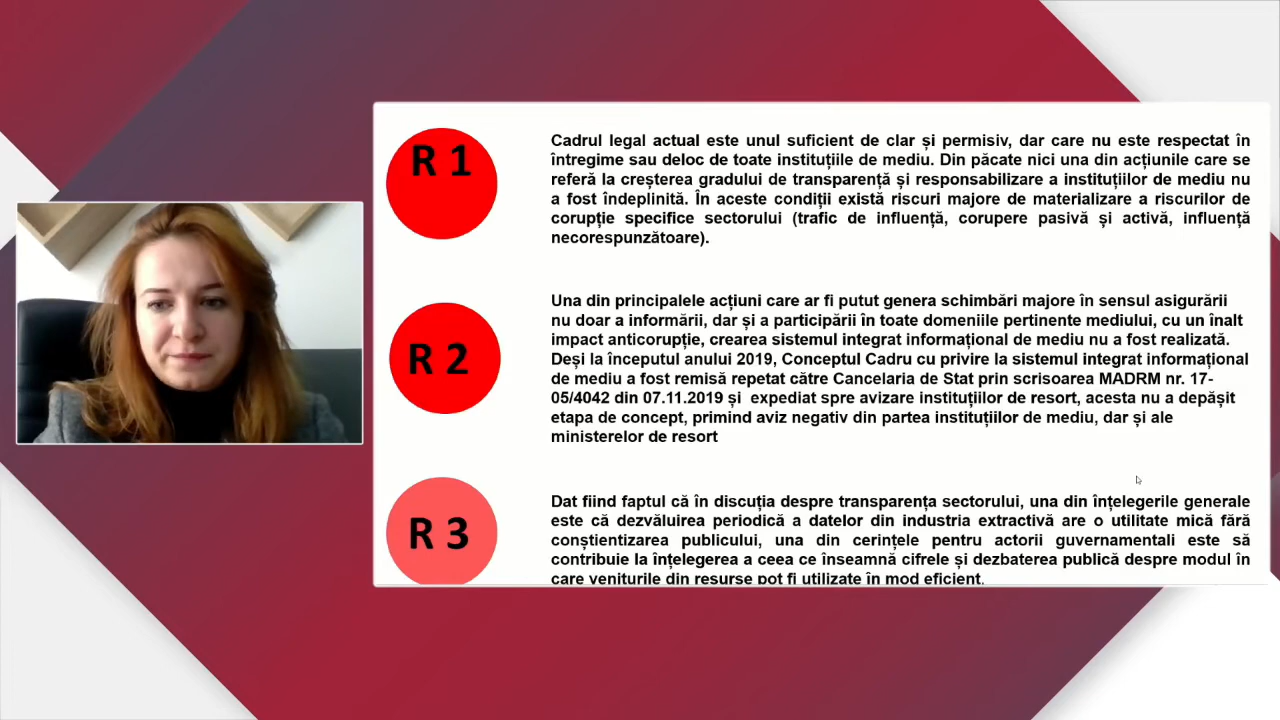 R 1
Cadrul legal actual este unul suficient de clar și permisiv, dar care nu este respectat în
întregime sau deloc de toate instituțiile de mediu. Din păcate nici una din acțiunile care se
referă la creșterea gradului de transparență și responsabilizare a instituțiilor de mediu nu
a fost îndeplinită. În aceste condiții există riscuri majore de materializare a riscurilor de
corupție specifice sectorului (trafic de influență, corupere pasivă și activă, influență
necorespunzătoare).
R 2
Una din principalele acțiuni care ar fi putut genera schimbări majore în sensul asigurării
nu doar a informării, dar și a participării în toate domeniile pertinente mediului, cu un înalt
impact anticorupție, crearea sistemul integrat informațional de mediu nu a fost realizată.
Deși la începutul anului 2019, Conceptul Cadru cu privire la sistemul integrat informațional
de mediu a fost remisă repetat către Cancelaria de Stat prin scrisoarea MADRM nr. 17-
05/4042 din 07.11.2019 și expediat spre avizare instituțiilor de resort, acesta nu a depășit
etapa de concept, primind aviz negativ din partea instituțiilor de mediu, dar și ale
ministerelor de resort
R 3
Dat fiind faptul că în discuția despre transparența sectorului, una din înțelegerile generale
este că dezvăluirea periodică a datelor din industria extractivă are o utilitate mică fără
conștientizarea publicului, una din cerințele pentru actorii guvernamentali este să
contribuie la înțelegerea a ceea ce înseamnă cifrele și dezbaterea publică despre modul în
care veniturile din resurse pot fi utilizate în mod eficient.